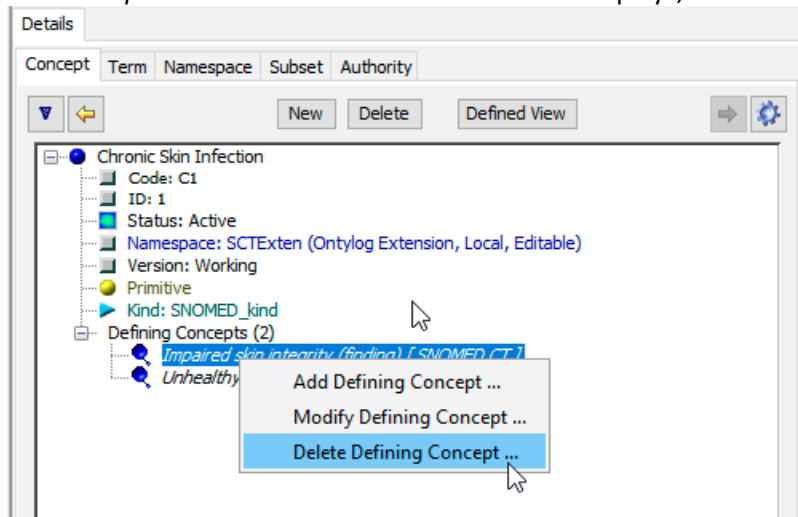 Details
Concept Term Namespace Subset Authority
New Delete Defined View
Chronic Skin Infection
Code: C1
ID: 1
Status: Active
Namespace: SCTExten (Ontylog Extension, Local, Editable)
Version: Working
Primitive
Kind: SNOMED_kind
Defining Concepts (2)
Impaired skin integrity (finding) [ SNOMED CT ]
Unhealthy
Add Defining Concept ...
Modify Defining Concept ...
Delete Defining Concept ...